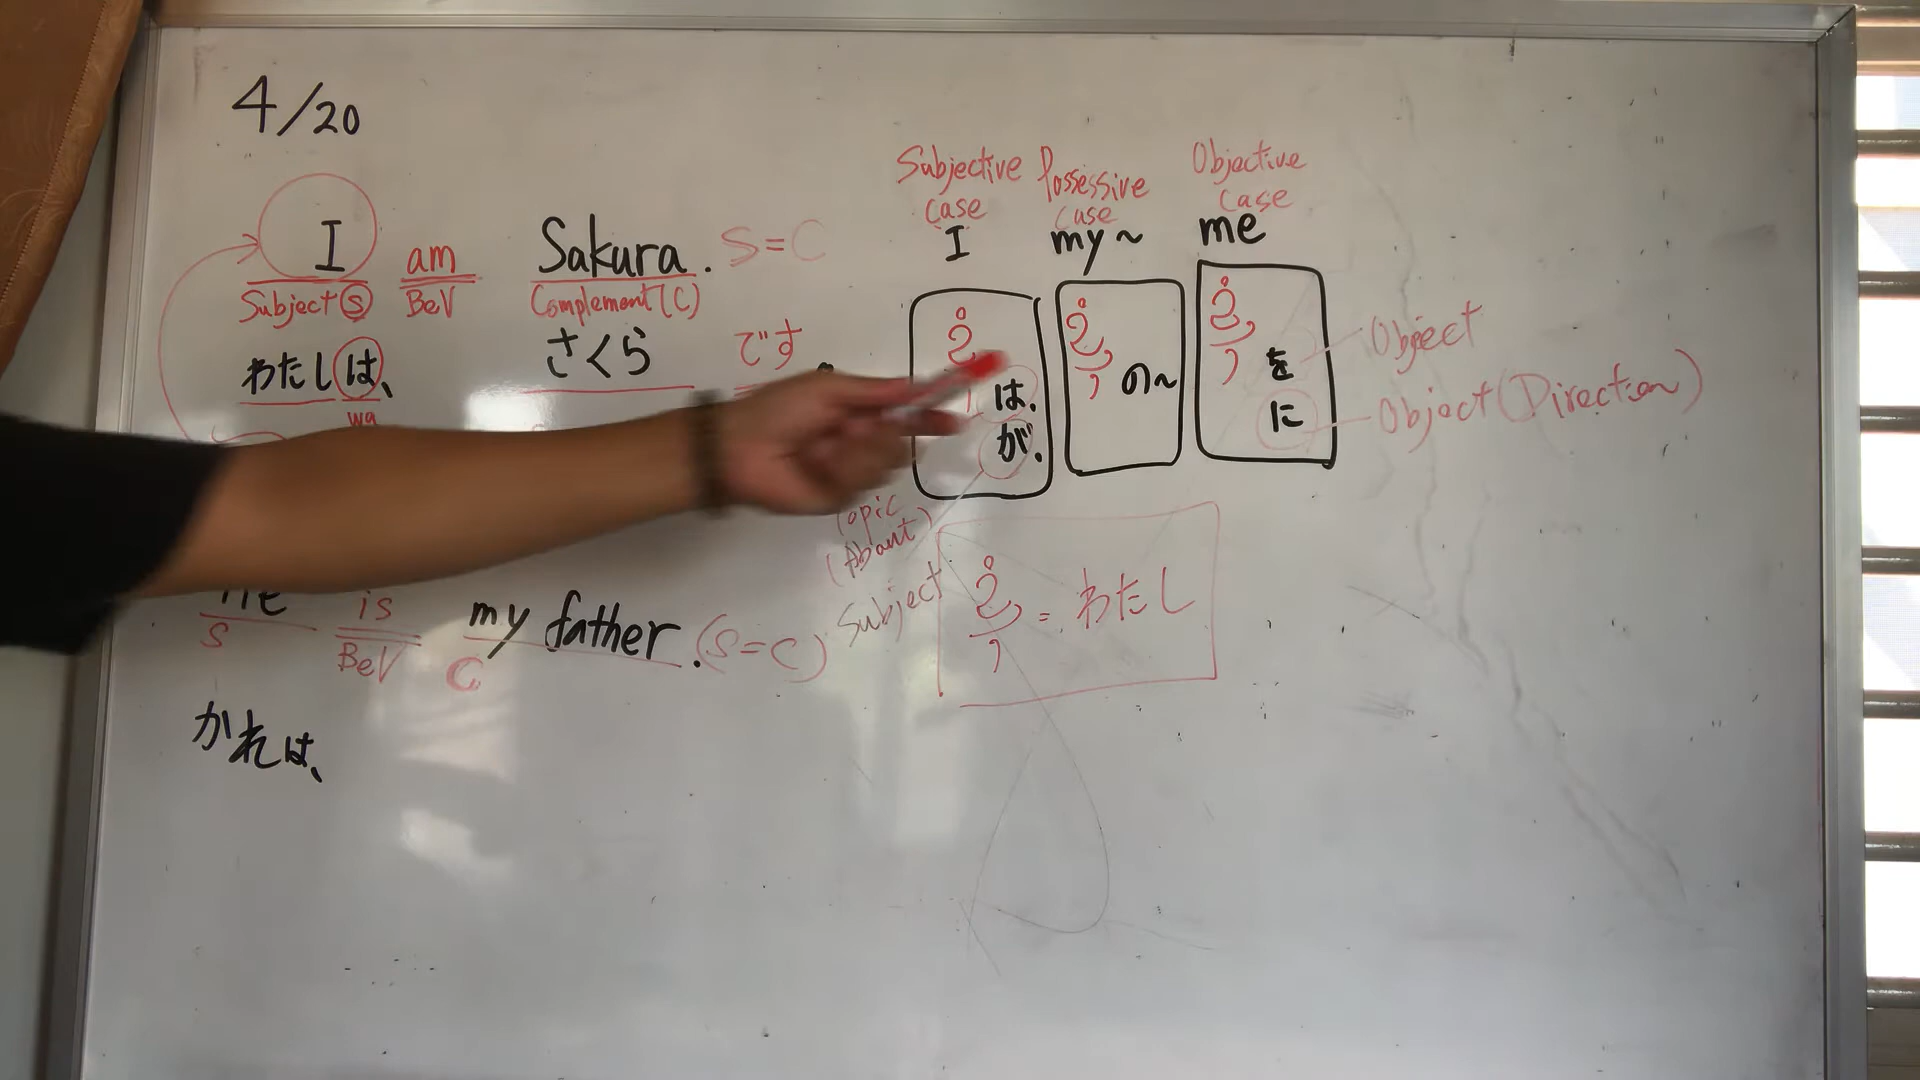 4/20
I am Sakura. S=C
Subject(S) BeV Complement(C)
わたしは、 さくら です。
wa
is my father. (S=C)
S BeV C
かれは、
Subjective case Possessive case Objective case
I my~ me
は、 の~ を
が、 に
Object
Object (Direction)
(About)
Subject
= わたし